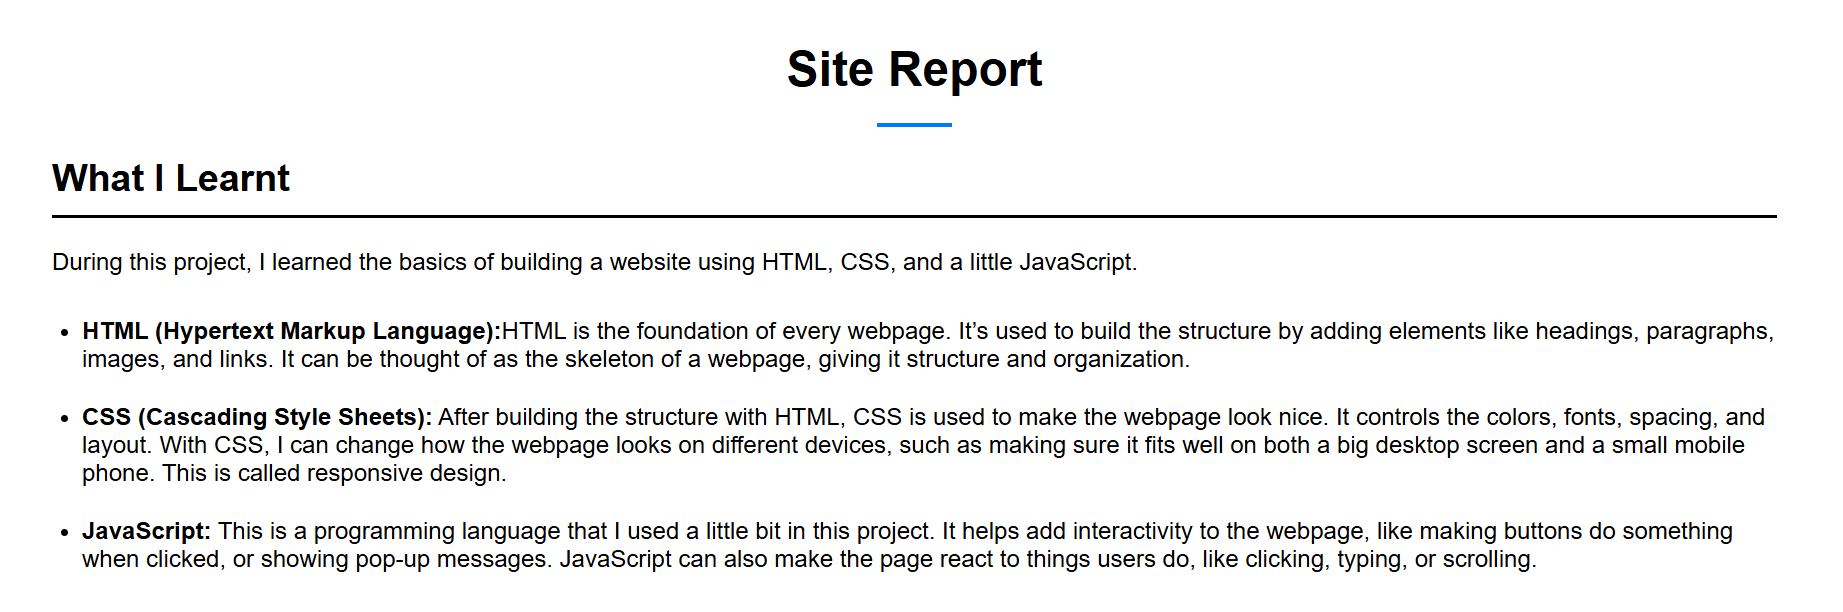 Site Report
What I Learnt
During this project, I learned the basics of building a website using HTML, CSS, and a little JavaScript.
• HTML (Hypertext Markup Language):HTML is the foundation of every webpage. It’s used to build the structure by adding elements like headings, paragraphs,
images, and links. It can be thought of as the skeleton of a webpage, giving it structure and organization.
• CSS (Cascading Style Sheets): After building the structure with HTML, CSS is used to make the webpage look nice. It controls the colors, fonts, spacing, and
layout. With CSS, I can change how the webpage looks on different devices, such as making sure it fits well on both a big desktop screen and a small mobile
phone. This is called responsive design.
• JavaScript: This is a programming language that I used a little bit in this project. It helps add interactivity to the webpage, like making buttons do something
when clicked, or showing pop-up messages. JavaScript can also make the page react to things users do, like clicking, typing, or scrolling.